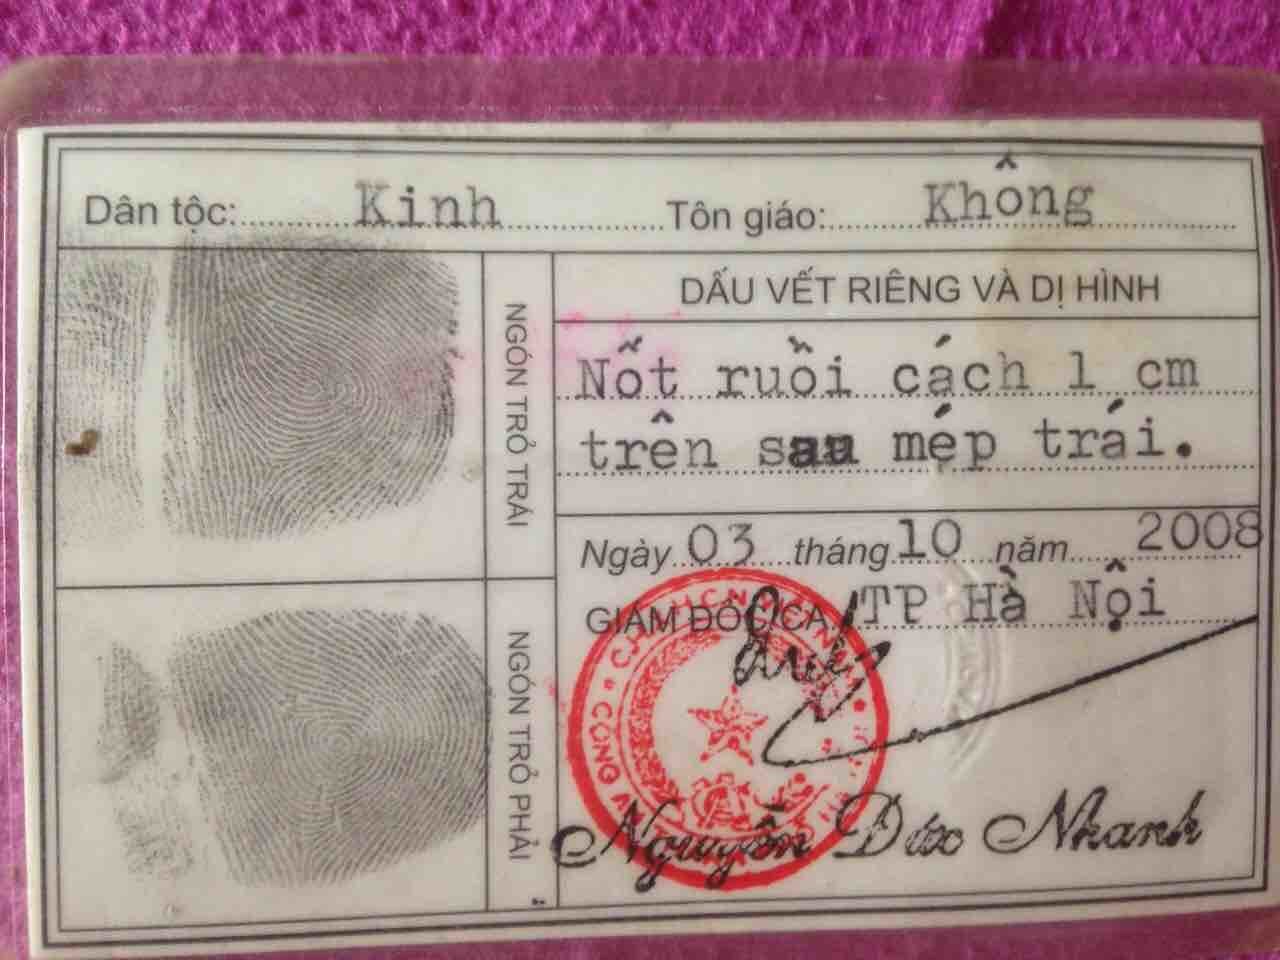 Dân tộc: Kinh Tôn giáo: Không
NGÓN TRỎ TRÁI
DẤU VẾT RIÊNG VÀ DỊ HÌNH
Nốt ruồi cách 1 cm
trên sau mép trái.
Ngày 03 tháng 10 năm 2008
GIÁM ĐỐC CA TP Hà Nội
NGÓN TRỎ PHẢI
CÔNG A
Nguyễn Đức Nhanh